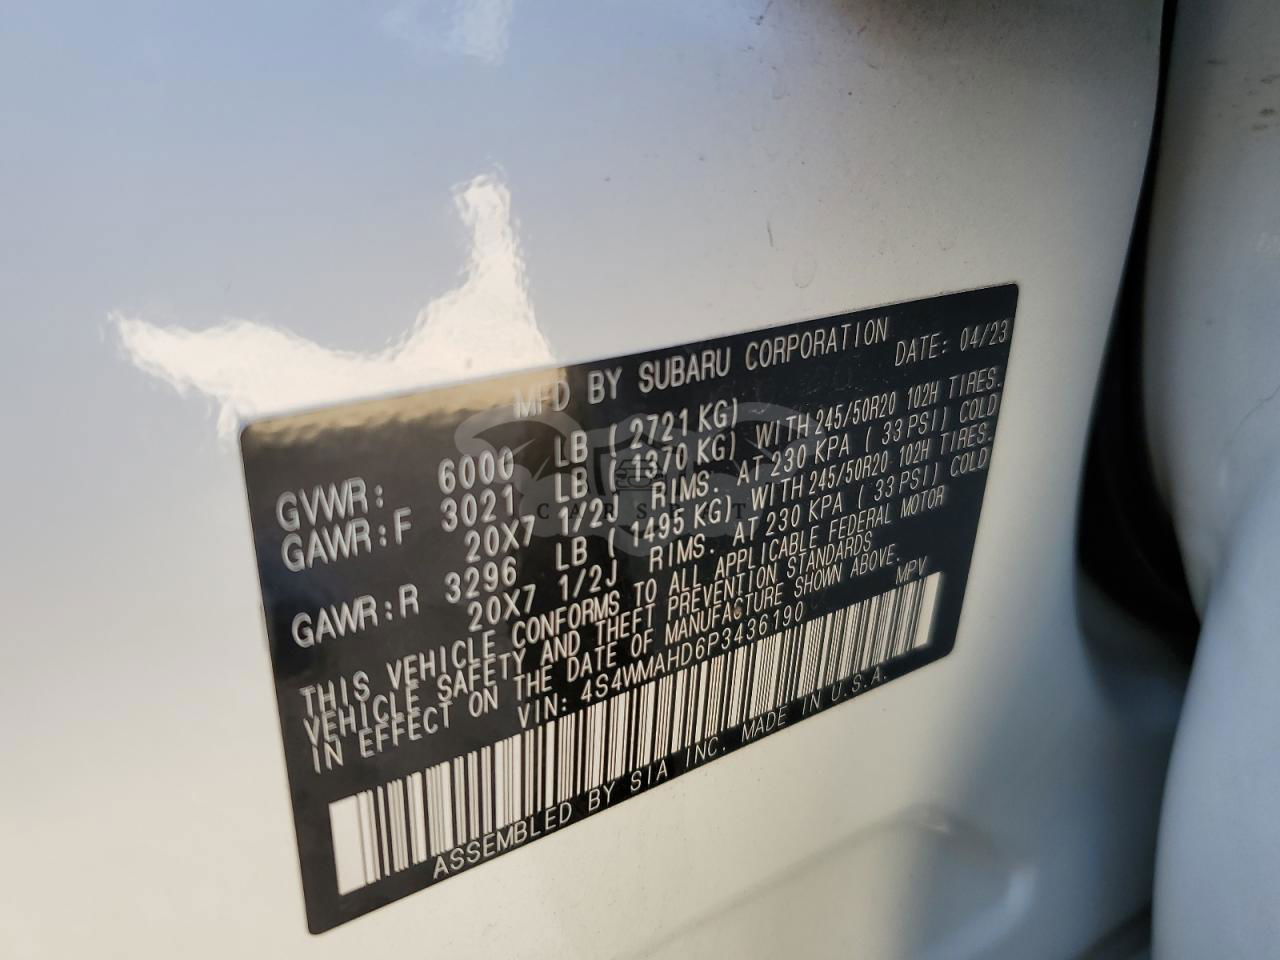 MFD BY SUBARU CORPORATION DATE: 04/23
GVWR: 6000 LB ( 2721 KG)
GAWR:F 3021 LB ( 1370 KG) WITH 245/50R20 102H TIRES.
20X7 1/2J RIMS. AT 230 KPA ( 33 PSI) COLD
GAWR:R 3296 LB ( 1495 KG) WITH 245/50R20 102H TIRES.
20X7 1/2J RIMS. AT 230 KPA ( 33 PSI) COLD
THIS VEHICLE CONFORMS TO ALL APPLICABLE FEDERAL MOTOR
VEHICLE SAFETY AND THEFT PREVENTION STANDARDS
IN EFFECT ON THE DATE OF MANUFACTURE SHOWN ABOVE.
VIN: 4S4WMAHD6P3436190 MPV
ASSEMBLED BY SIA INC. MADE IN U.S.A.